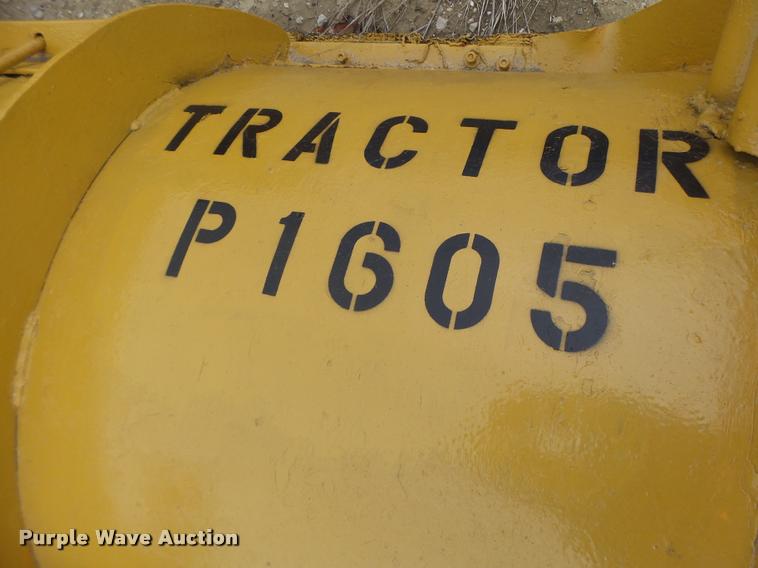 TRACTOR
P1605
Purple Wave Auction